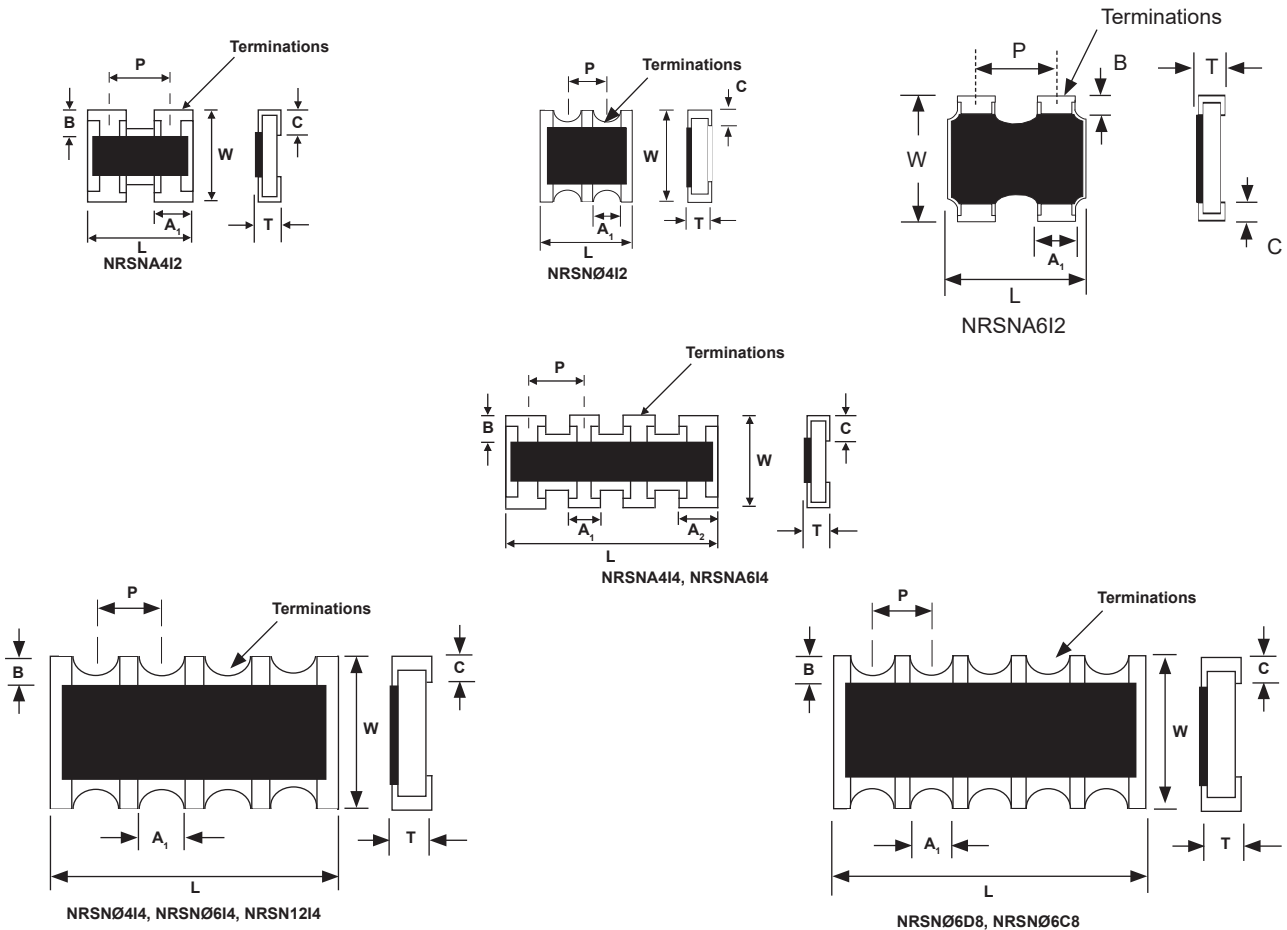 Terminations
P
B
C
W
A₁
T
L
NRSNA4I2
Terminations
P
C
W
A₁
T
L
NRSNØ4I2
Terminations
P
B
T
W
A₁
C
L
NRSNA6I2
Terminations
P
B
C
W
A₁
A₂
T
L
NRSNA4I4, NRSNA6I4
P
Terminations
B
C
W
A₁
T
L
NRSNØ4I4, NRSNØ6I4, NRSN12I4
P
Terminations
B
C
W
A₁
T
L
NRSNØ6D8, NRSNØ6C8